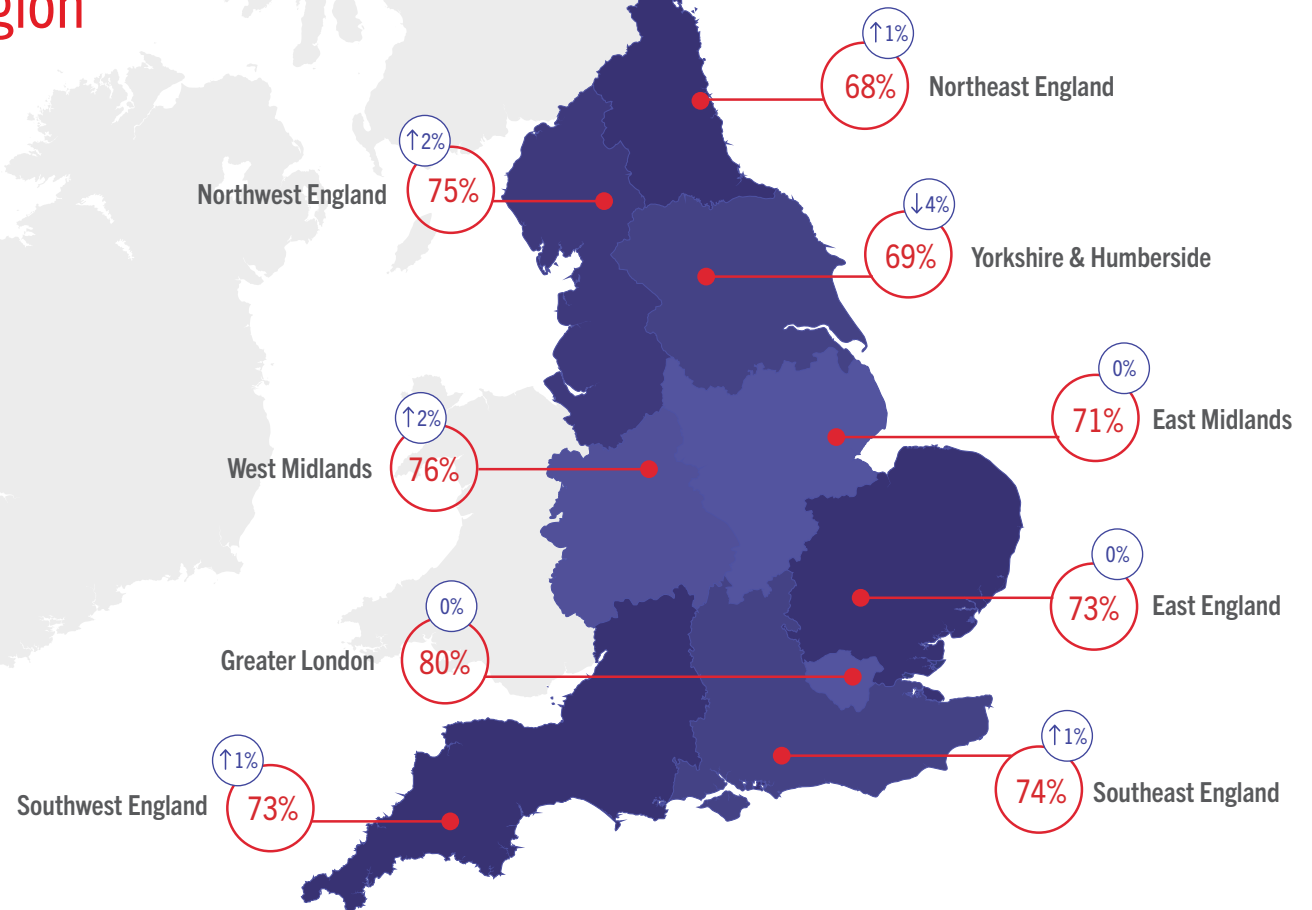 ↑1%
68%
Northeast England
↑2%
75%
Northwest England
↓4%
69%
Yorkshire & Humberside
0%
71%
East Midlands
↑2%
76%
West Midlands
0%
73%
East England
0%
80%
Greater London
↑1%
74%
Southeast England
↑1%
73%
Southwest England